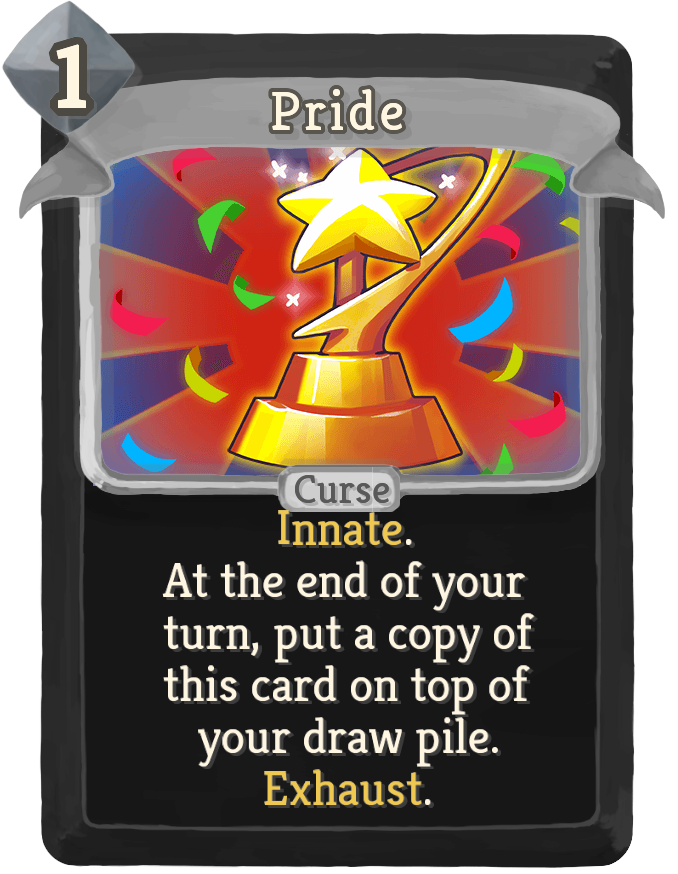 1
Pride
Curse
Innate.
At the end of your
turn, put a copy of
this card on top of
your draw pile.
Exhaust.